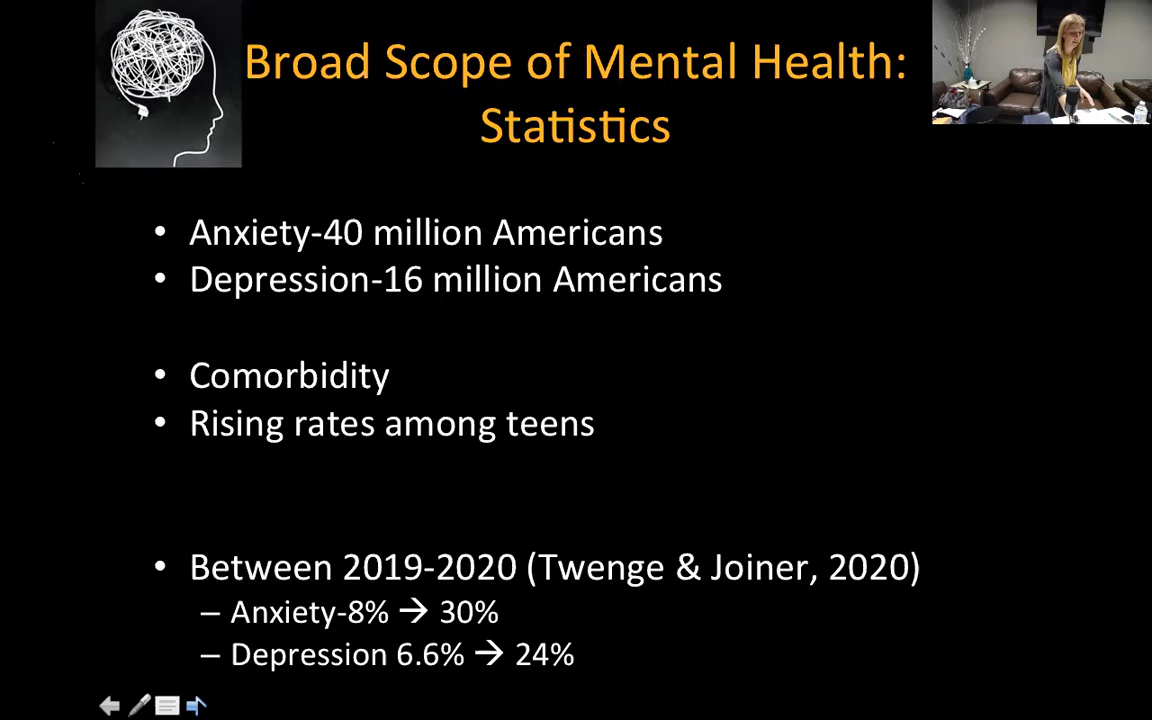 Broad Scope of Mental Health:
Statistics
• Anxiety-40 million Americans
• Depression-16 million Americans
• Comorbidity
• Rising rates among teens
• Between 2019-2020 (Twenge & Joiner, 2020)
– Anxiety-8% → 30%
– Depression 6.6% → 24%